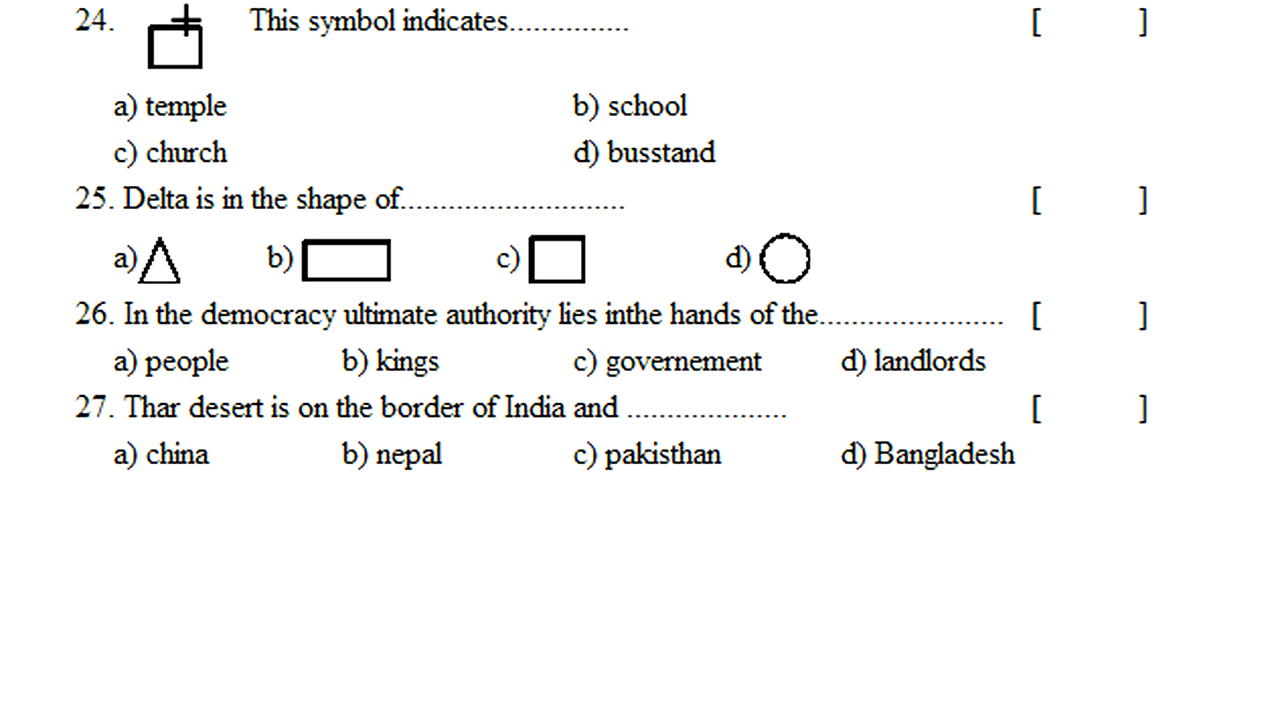 24. This symbol indicates............... [ ]
a) temple b) school
c) church d) busstand
25. Delta is in the shape of............................ [ ]
a) b) c) d)
26. In the democracy ultimate authority lies inthe hands of the....................... [ ]
a) people b) kings c) governement d) landlords
27. Thar desert is on the border of India and .................... [ ]
a) china b) nepal c) pakisthan d) Bangladesh